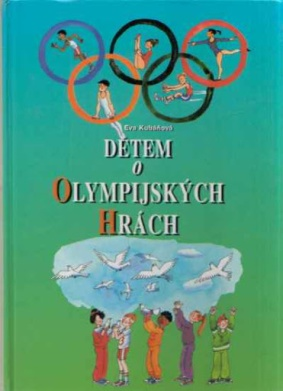 Eva Kubáňová
DĚTEM
O
OLYMPIJSKÝCH
HRÁCH